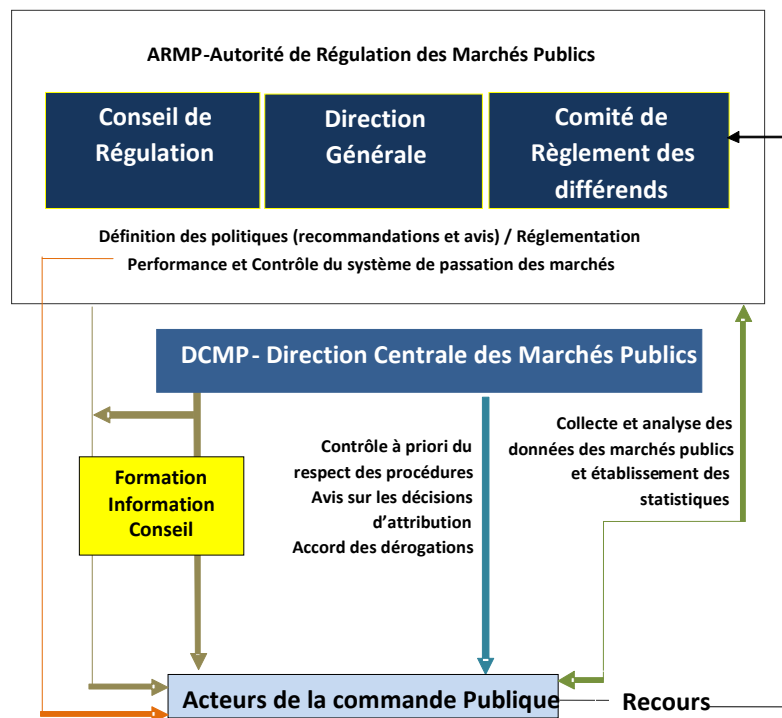 ARMP-Autorité de Régulation des Marchés Publics
Conseil de
Régulation
Direction
Générale
Comité de
Règlement des
différends
Définition des politiques (recommandations et avis) / Réglementation
Performance et Contrôle du système de passation des marchés
DCMP- Direction Centrale des Marchés Publics
Formation
Information
Conseil
Contrôle à priori du
respect des procédures
Avis sur les décisions
d’attribution
Accord des dérogations
Collecte et analyse des
données des marchés publics
et établissement des
statistiques
Acteurs de la commande Publique
Recours